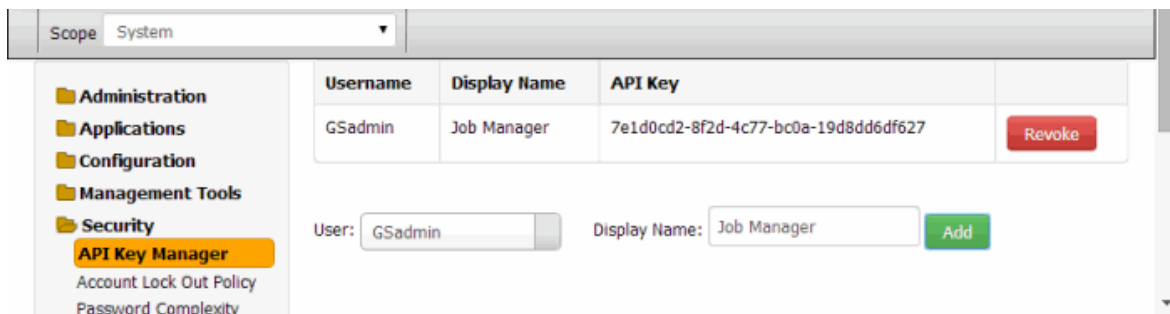 Scope System
Administration
Applications
Configuration
Management Tools
Security
API Key Manager
Account Lock Out Policy
Password Complexity
Username Display Name API Key
GSadmin Job Manager 7e1d0cd2-8f2d-4c77-bc0a-19d8dd6df627 Revoke
User: GSadmin Display Name: Job Manager Add